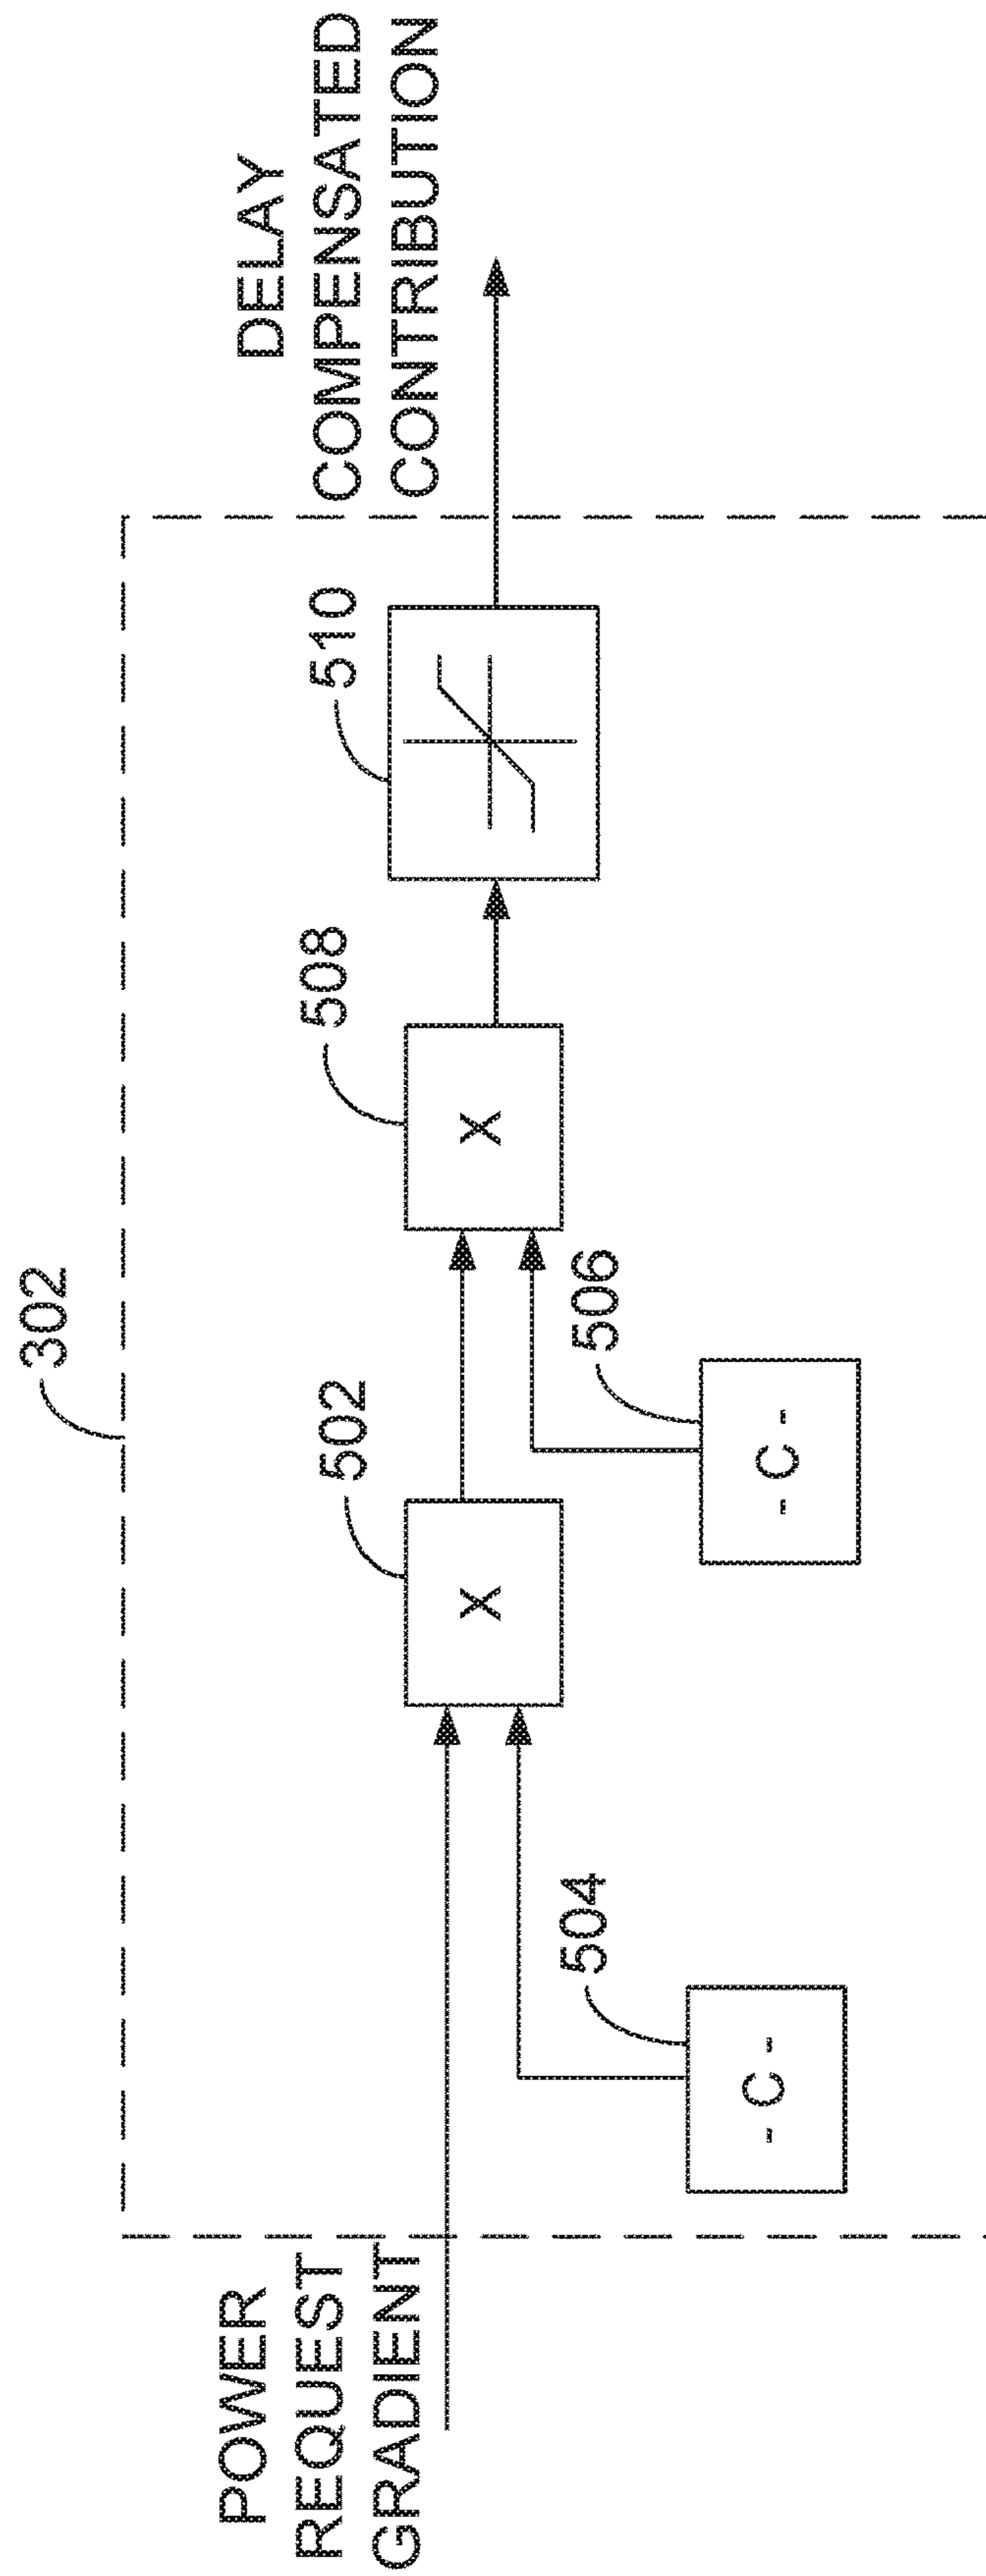 302
POWER
REQUEST
GRADIENT
502
X
508
X
510
DELAY
COMPENSATED
CONTRIBUTION
504
- C -
506
- C -